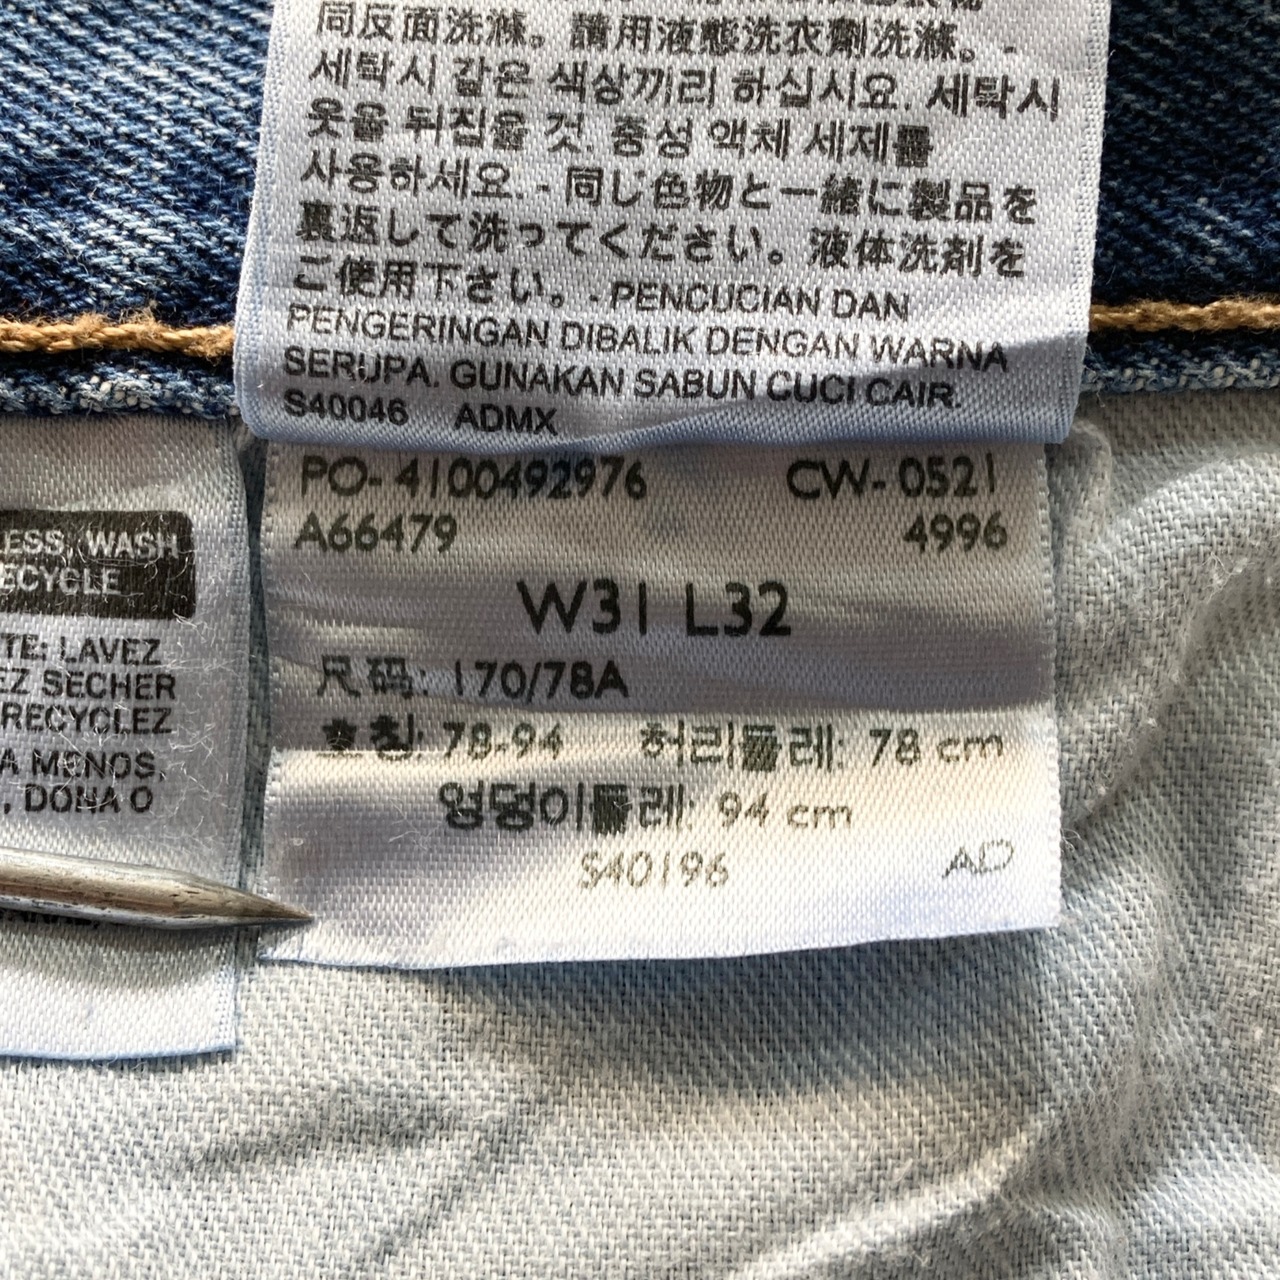 同反面洗滌。請用液態洗衣劑洗滌。-
세탁시 같은 색상끼리 하십시요. 세탁시
옷을 뒤집을 것. 중성 액체 세제를
사용하세요. - 同じ色物と一緒に製品を
裏返して洗ってください。液体洗剤を
ご使用下さい。- PENCUCIAN DAN
PENGERINGAN DIBALIK DENGAN WARNA
SERUPA. GUNAKAN SABUN CUCI CAIR.
S40046 ADMX
PO- 4100492976 CW- 0521
A66479 4996
W31 L32
尺码: 170/78A
호칭: 78-94 허리둘레: 78 cm
엉덩이둘레: 94 cm
S40196 AD
ESS, WASH
ECYCLE
TE: LAVEZ
EZ SECHER
RECYCLEZ
A MENOS,
, DONA O